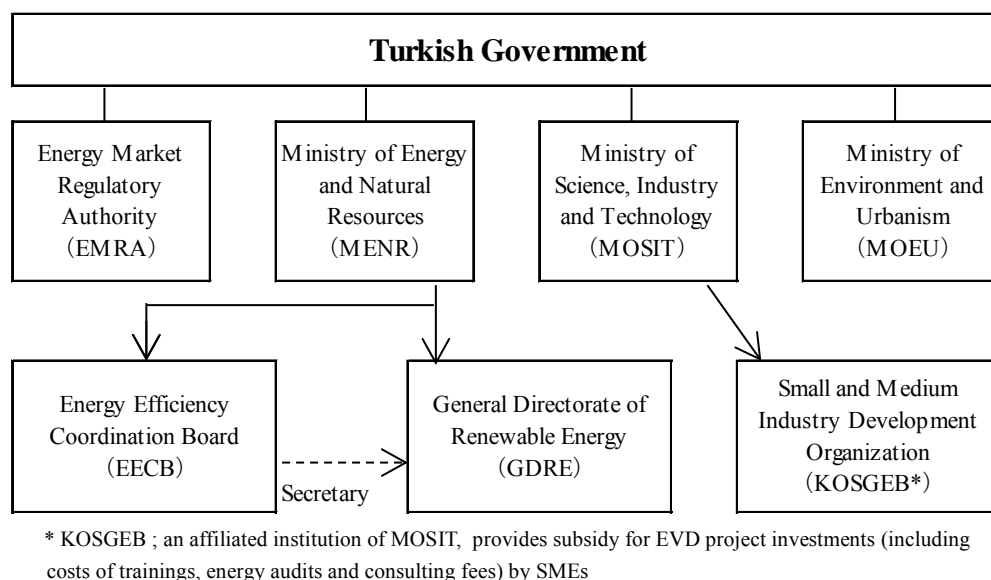 Turkish Government
Energy Market
Regulatory
Authority
(EMRA)
Ministry of Energy
and Natural
Resources
(MENR)
Ministry of
Science, Industry
and Technology
(MOSIT)
Ministry of
Environment and
Urbanism
(MOEU)
Energy Efficiency
Coordination Board
(EECB)
Secretary
General Directorate of
Renewable Energy
(GDRE)
Small and Medium
Industry Development
Organization
(KOSGEB*)
* KOSGEB ; an affiliated institution of MOSIT, provides subsidy for EVD project investments (including
costs of trainings, energy audits and consulting fees) by SMEs